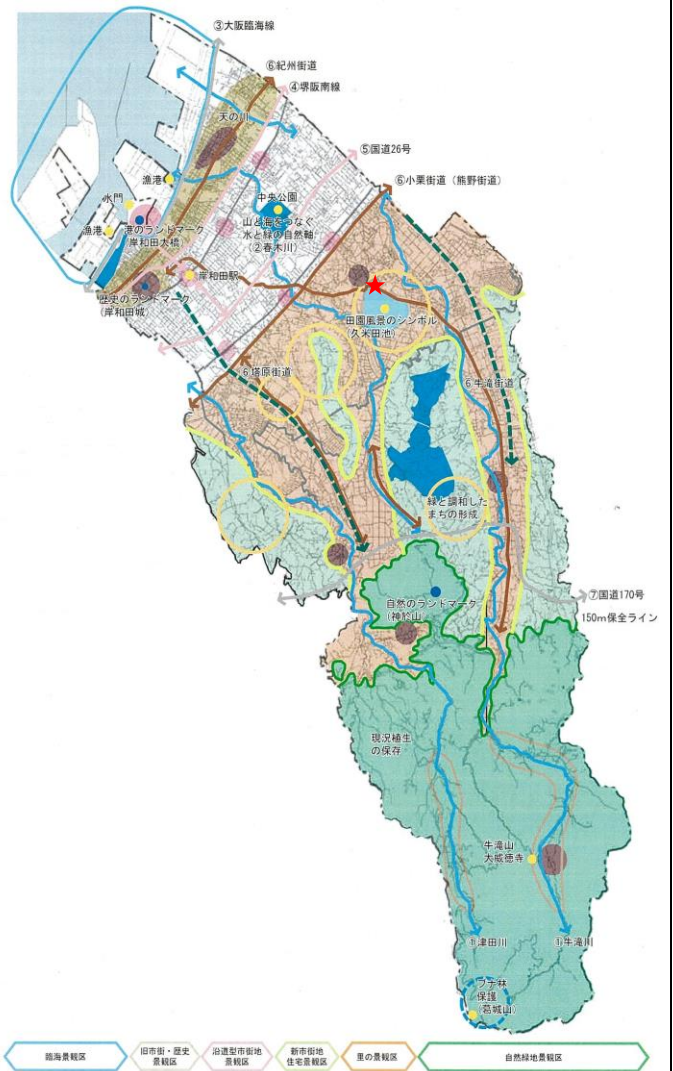 ③大阪臨海線
⑥紀州街道
④堺阪南線
天の川
⑤国道26号
漁港
中央公園
⑥小栗街道（熊野街道）
水門
山と海をつなぐ
水と緑の自然軸
（②春木川）
漁港
港のランドマーク
（岸和田大橋）
岸和田駅
歴史のランドマーク
（岸和田城）
田園風景のシンボル
（久米田池）
６塔原街道
６牛滝街道
緑と調和した
まちの形成
⑦国道170号
自然のランドマーク
（神於山）
150m保全ライン
現況植生
の保存
牛滝山
大威徳寺
①津田川
①牛滝川
ブナ林
保護
（葛城山）
臨海景観区
旧市街・歴史
景観区
沿道型市街地
景観区
新市街地
住宅景観区
里の景観区
自然緑地景観区